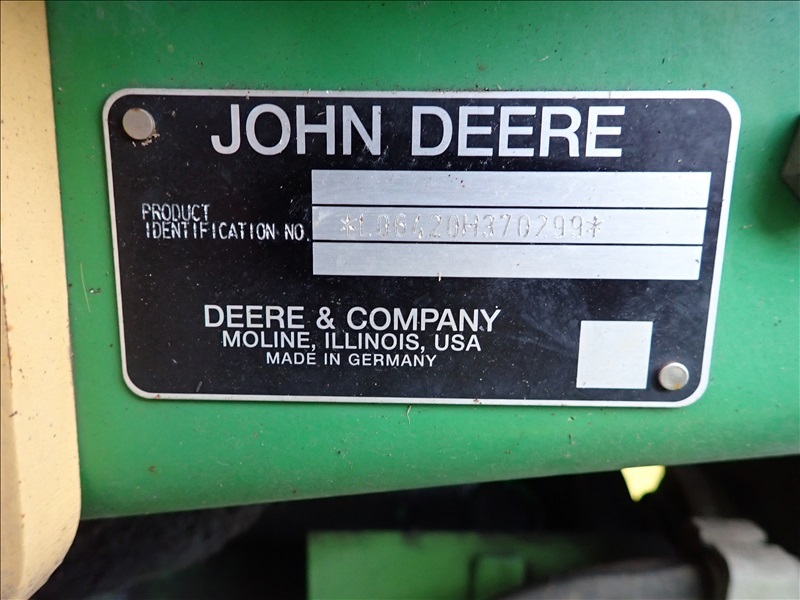 JOHN DEERE
PRODUCT
IDENTIFICATION NO.
*L06420H370299*
DEERE & COMPANY
MOLINE, ILLINOIS, USA
MADE IN GERMANY